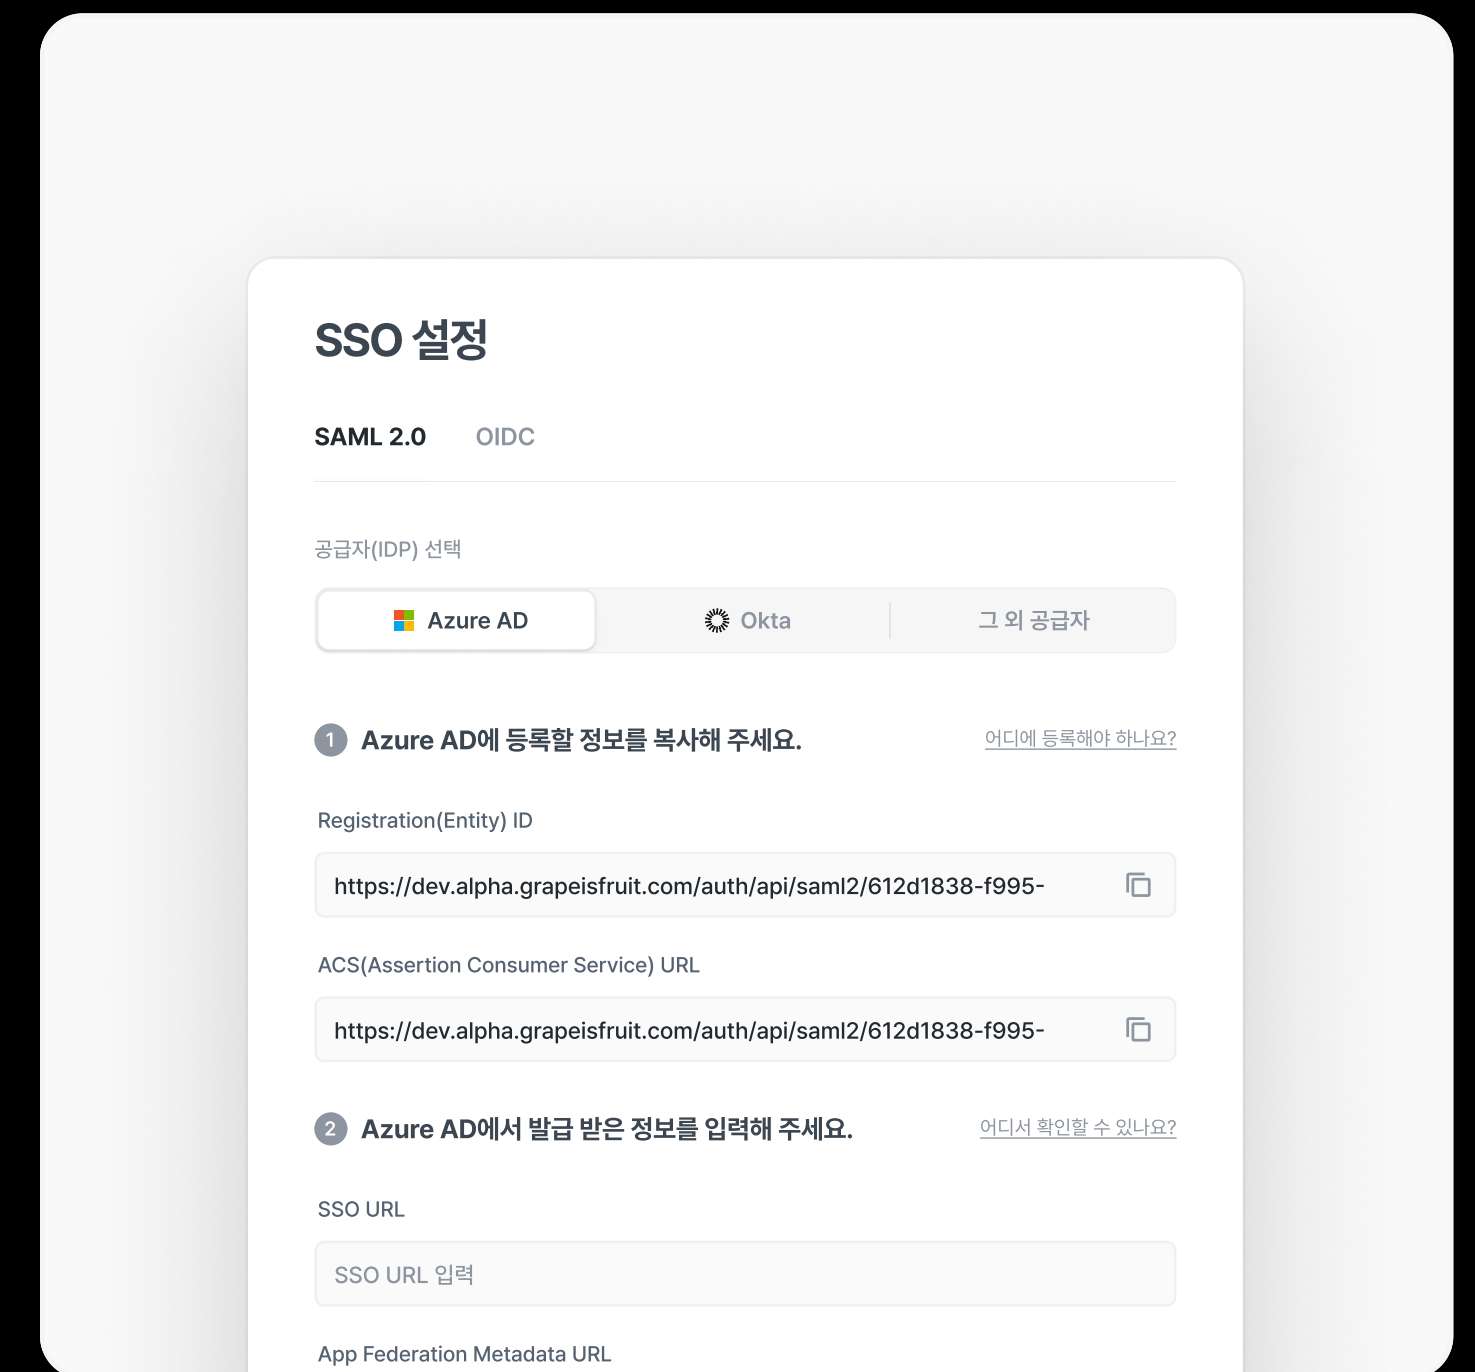 SSO 설정
SAML 2.0 OIDC
공급자(IDP) 선택
Azure AD Okta 그 외 공급자
1 Azure AD에 등록할 정보를 복사해 주세요. 어디에 등록해야 하나요?
Registration(Entity) ID
https://dev.alpha.grapeisfruit.com/auth/api/saml2/612d1838-f995-
ACS(Assertion Consumer Service) URL
https://dev.alpha.grapeisfruit.com/auth/api/saml2/612d1838-f995-
2 Azure AD에서 발급 받은 정보를 입력해 주세요. 어디서 확인할 수 있나요?
SSO URL
SSO URL 입력
App Federation Metadata URL